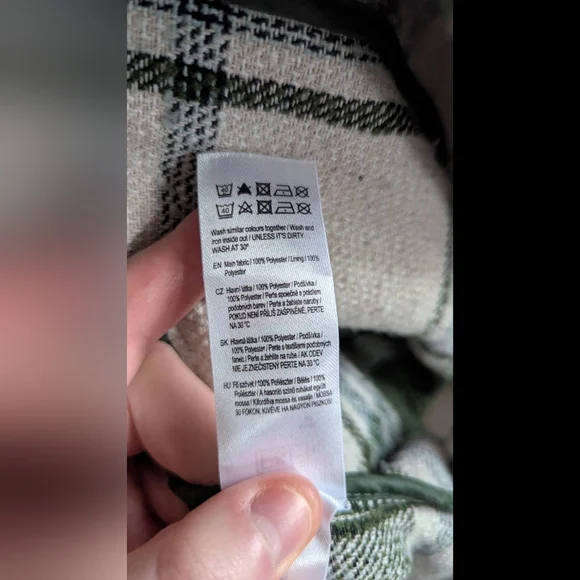 40
40
Wash similar colours together / Wash and
iron inside out / UNLESS IT'S DIRTY
WASH AT 30°
EN Main fabric / 100% Polyester / Lining / 100%
Polyester
CZ Hlavní látka / 100% Polyester / Podšívka /
100% Polyester / Perte společně s prádlem
podobných barev / Perte a žehlete naruby /
POKUD NENÍ PŘÍLIŠ ZAŠPINĚNÉ, PERTE
NA 30 °C
SK Hlavná látka / 100% Polyester / Podšívka /
100% Polyester / Perte s textíliami podobných
farieb / Perte a žehlite na rube / AK ODEV
NIE JE ZNEČISTENÝ PERTE NA 30 °C
HU Fő szövet / 100% Poliészter / Bélés / 100%
Poliészter / A hasonló színű ruhákat együtt
mossa / Kifordítva mossa és vasalja /
30 FOKON, KIVÉVE HA NAGYON PISZKOS/